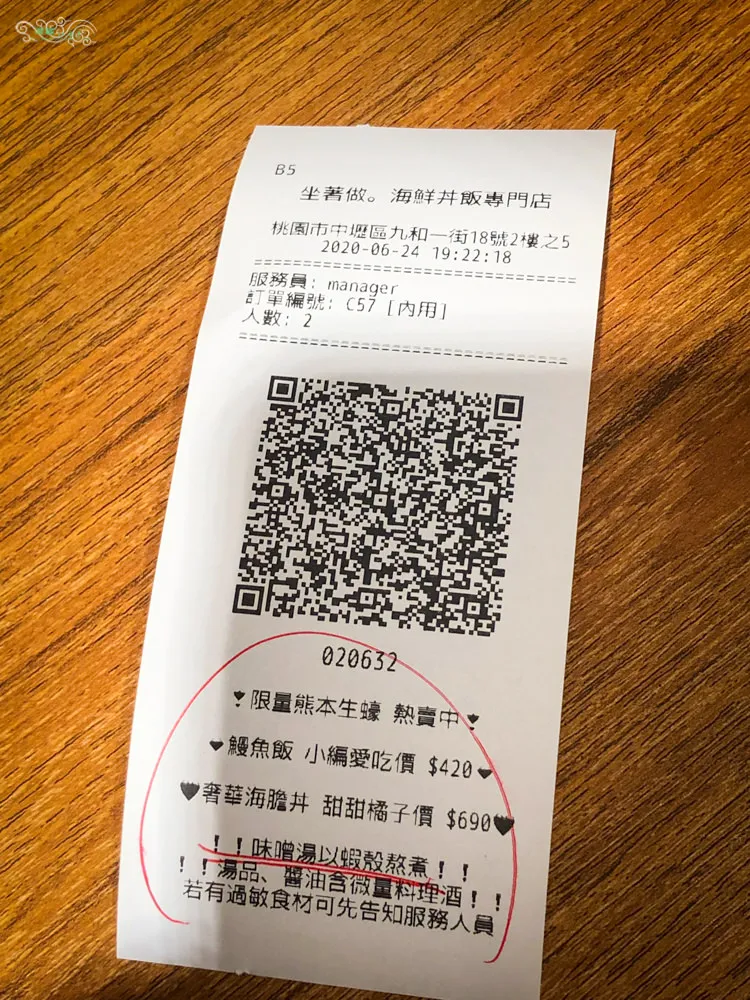 B5
坐著做。海鮮丼飯專門店
桃園市中壢區九和一街18號2樓之5
2020-06-24 19:22:18
服務員: manager
訂單編號: C57 [內用]
人數: 2
020632
限量熊本生蠔 熱賣中
鰻魚飯 小編愛吃價 $420
奢華海膽丼 甜甜橘子價 $690
！！味噌湯以蝦殼熬煮！！
！！湯品、醬油含微量料理酒！！
若有過敏食材可先告知服務人員